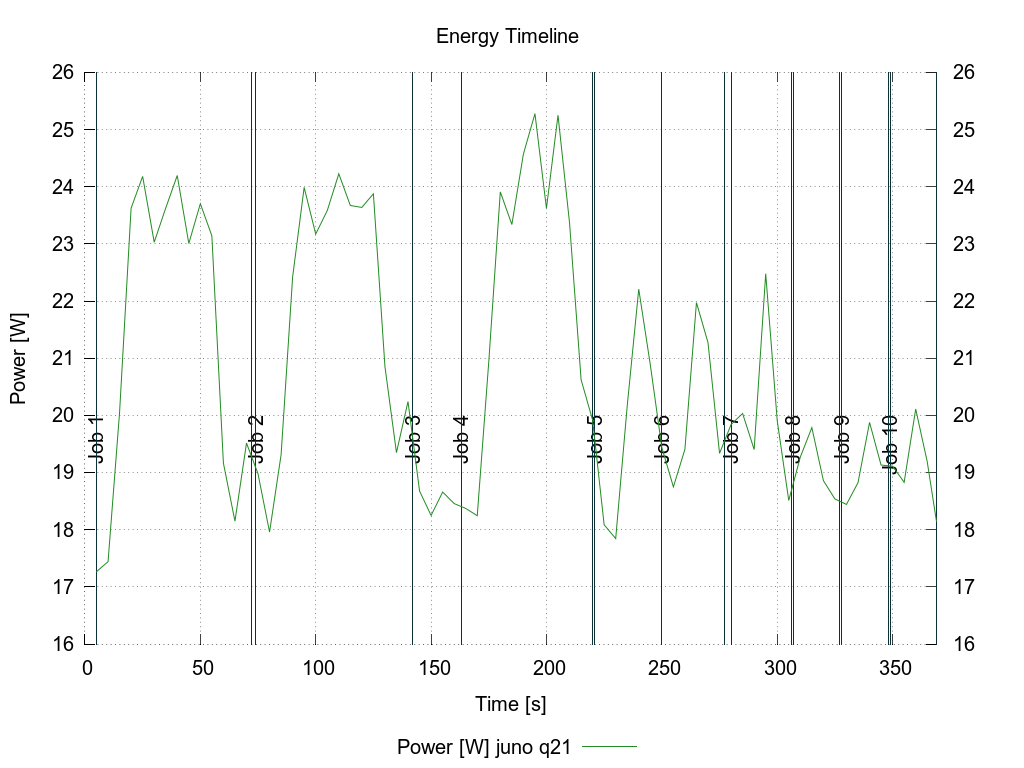 Energy Timeline
26 26
25 25
24 24
23 23
22 22
21 21
20 20
19 19
18 18
17 17
16 16
Power [W]
Job 1
Job 2
Job 3
Job 4
Job 5
Job 6
Job 7
Job 8
Job 9
Job 10
0 50 100 150 200 250 300 350
Time [s]
Power [W] juno q21